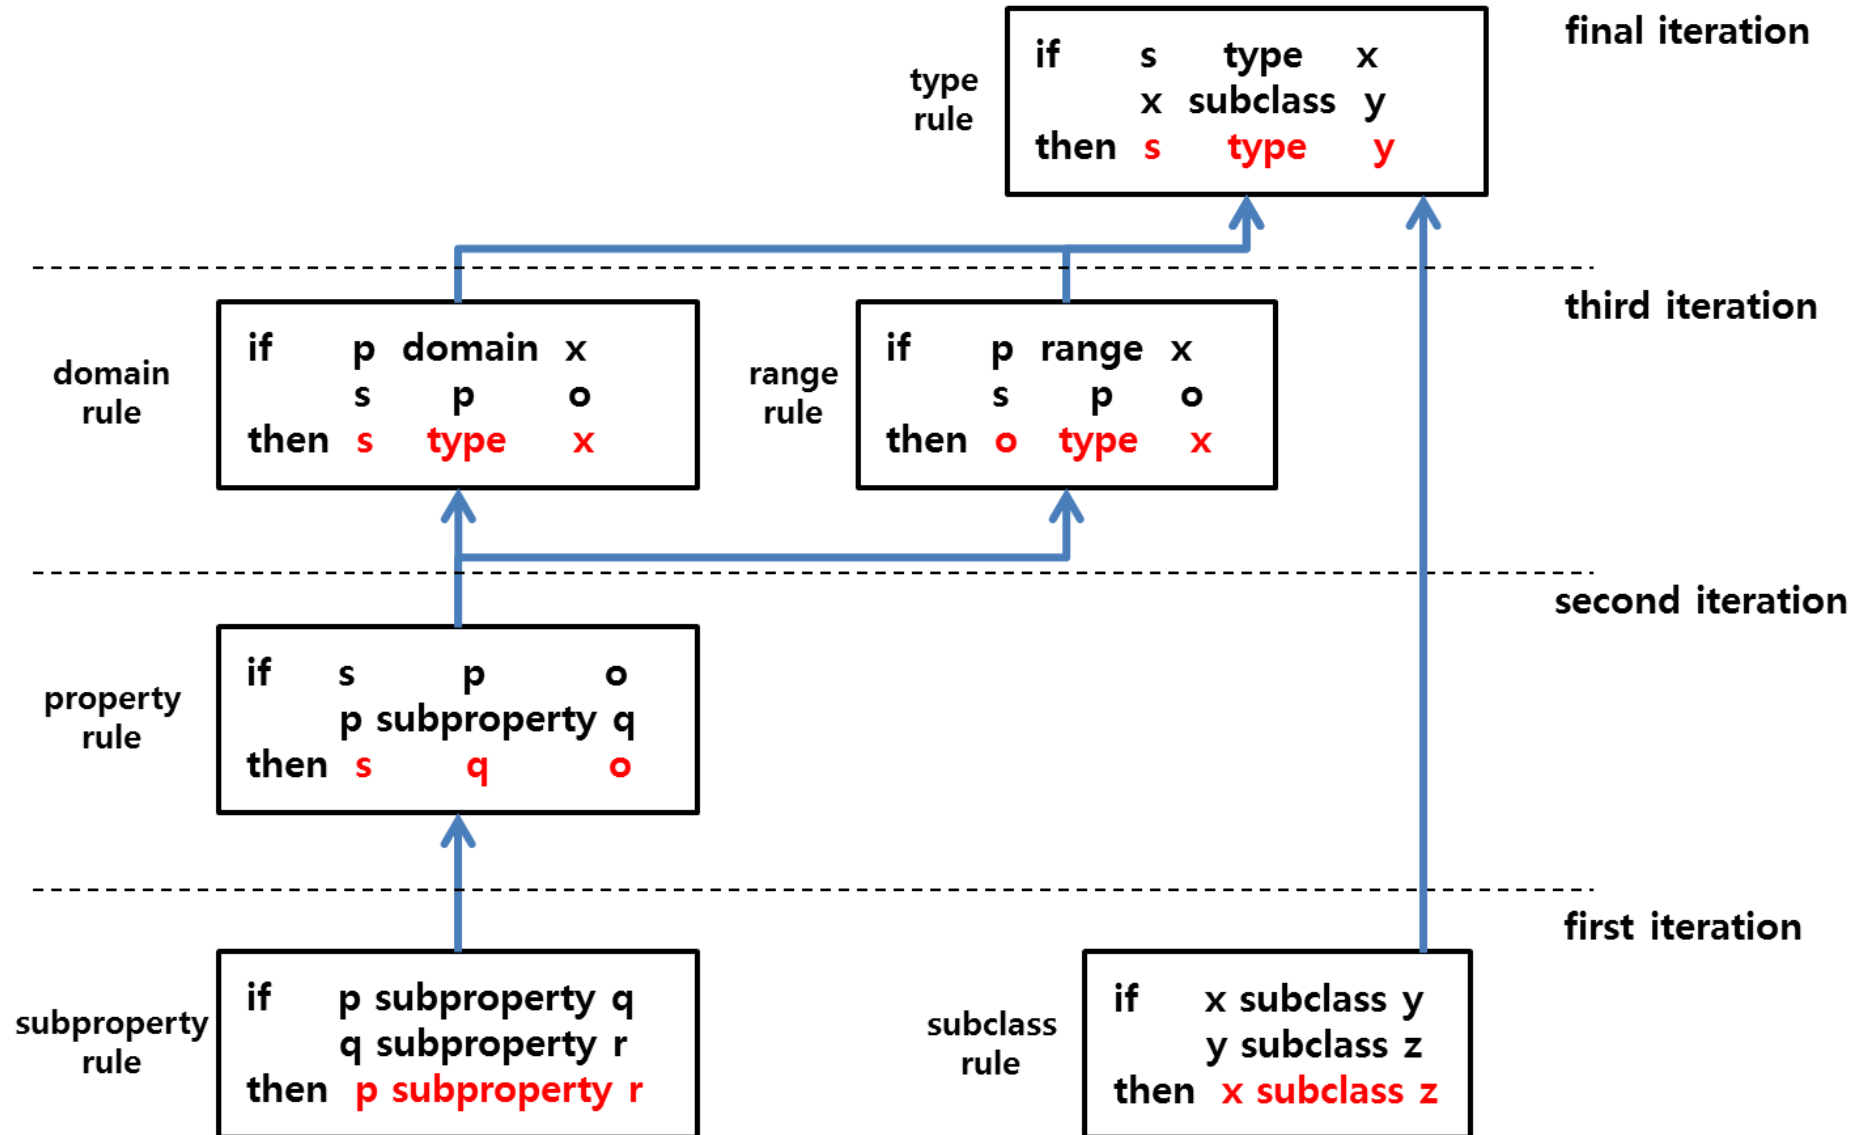 final iteration
type
rule
if s type x
x subclass y
then s type y
third iteration
domain
rule
if p domain x
s p o
then s type x
range
rule
if p range x
s p o
then o type x
second iteration
property
rule
if s p o
p subproperty q
then s q o
first iteration
subproperty
rule
if p subproperty q
q subproperty r
then p subproperty r
subclass
rule
if x subclass y
y subclass z
then x subclass z